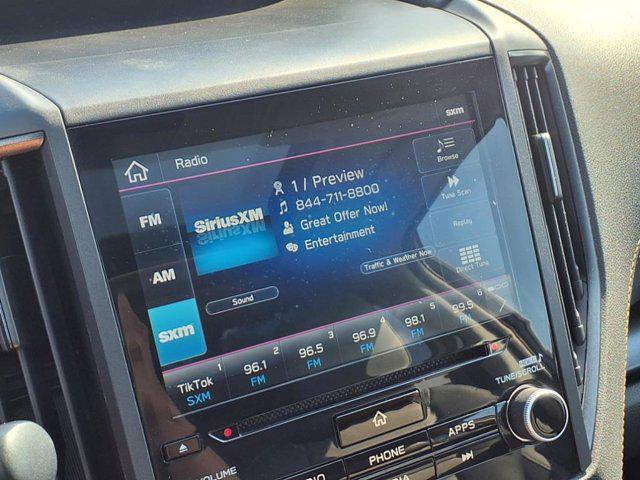 sxm
Radio
Browse
FM
SiriusXM
1 / Preview
844-711-8800
Great Offer Now!
Entertainment
Tune Scan
Replay
AM
Traffic & Weather Now
Direct Tune
Sound
sxm
1 2 3 4 5 6
TikTok SXM
96.1 FM
96.5 FM
96.9 FM
98.1 FM
99.5 FM
TUNE/SCROLL
VOLUME
PHONE
APPS